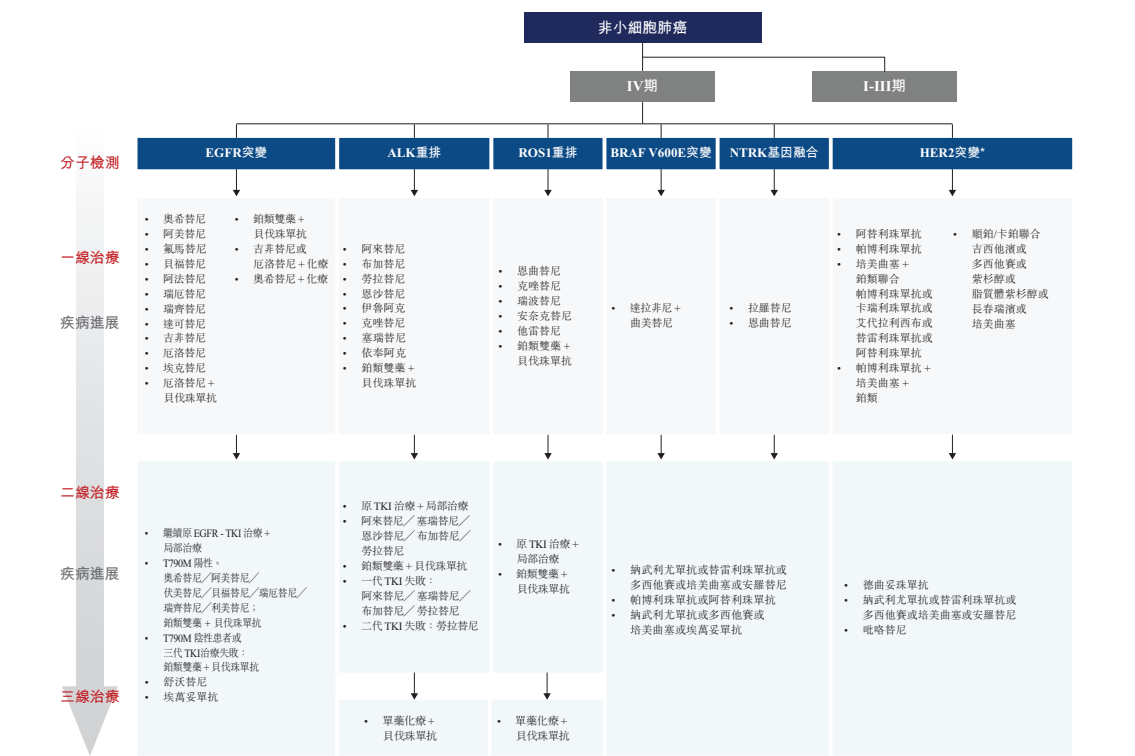 非小細胞肺癌
IV期
I-III期
分子檢測
EGFR突變
ALK重排
ROS1重排
BRAF V600E突變
NTRK基因融合
HER2突變*
一線治療
疾病進展
• 奧希替尼
• 阿美替尼
• 氟馬替尼
• 貝福替尼
• 阿法替尼
• 瑞厄替尼
• 瑞齊替尼
• 達可替尼
• 吉非替尼
• 厄洛替尼
• 埃克替尼
• 厄洛替尼 +
貝伐珠單抗
• 鉑類雙藥 +
貝伐珠單抗
• 吉非替尼或
厄洛替尼 + 化療
• 奧希替尼 + 化療
• 阿來替尼
• 布加替尼
• 勞拉替尼
• 恩沙替尼
• 伊魯阿克
• 克唑替尼
• 塞瑞替尼
• 依奉阿克
• 鉑類雙藥 +
貝伐珠單抗
• 恩曲替尼
• 克唑替尼
• 瑞波替尼
• 安奈克替尼
• 他雷替尼
• 鉑類雙藥 +
貝伐珠單抗
• 達拉非尼 +
曲美替尼
• 拉羅替尼
• 恩曲替尼
• 阿替利珠單抗
• 帕博利珠單抗
• 培美曲塞 +
鉑類聯合
帕博利珠單抗或
卡瑞利珠單抗或
艾代拉利西布或
替雷利珠單抗或
阿替利珠單抗
• 帕博利珠單抗 +
培美曲塞 +
鉑類
• 順鉑/卡鉑聯合
吉西他濱或
多西他賽或
紫杉醇或
脂質體紫杉醇或
長春瑞濱或
培美曲塞
二線治療
疾病進展
• 繼續原 EGFR - TKI 治療 +
局部治療
• T790M 陽性。
奧希替尼╱阿美替尼╱
伏美替尼╱貝福替尼╱瑞厄替尼╱
瑞齊替尼╱利美替尼；
鉑類雙藥 + 貝伐珠單抗
• T790M 陰性患者或
三代 TKI治療失敗：
鉑類雙藥 + 貝伐珠單抗
• 舒沃替尼
• 埃萬妥單抗
• 原 TKI 治療 + 局部治療
• 阿來替尼╱ 塞瑞替尼╱
恩沙替尼╱ 布加替尼╱
勞拉替尼
• 鉑類雙藥 + 貝伐珠單抗
• 一代 TKI 失敗：
阿來替尼╱ 塞瑞替尼╱
布加替尼╱勞拉替尼
• 二代 TKI 失敗：勞拉替尼
• 原 TKI 治療 +
局部治療
• 鉑類雙藥 +
貝伐珠單抗
• 納武利尤單抗或替雷利珠單抗或
多西他賽或培美曲塞或安羅替尼
• 帕博利珠單抗或阿替利珠單抗
• 納武利尤單抗或多西他賽或
培美曲塞或埃萬妥單抗
• 德曲妥珠單抗
• 納武利尤單抗或替雷利珠單抗或
多西他賽或培美曲塞或安羅替尼
• 吡咯替尼
三線治療
• 單藥化療 +
貝伐珠單抗
• 單藥化療 +
貝伐珠單抗